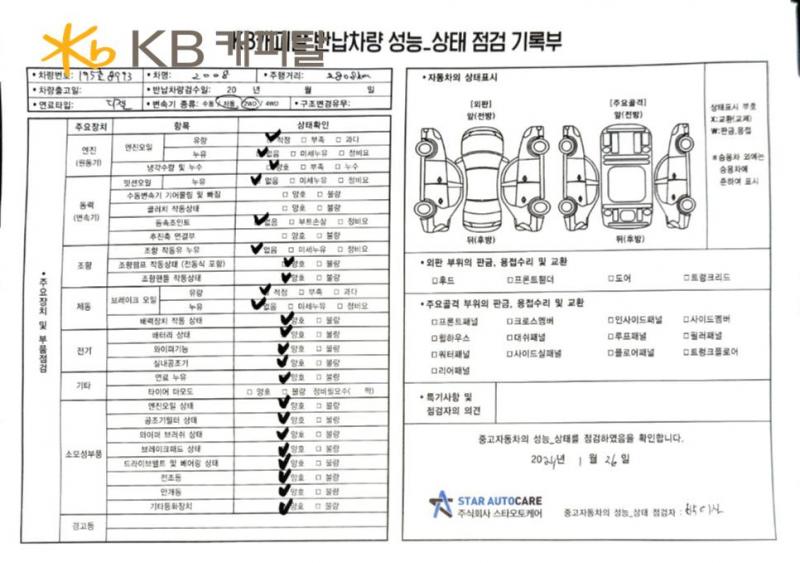 KB 캐피탈
KB캐피탈 반납차량 성능_상태 점검 기록부
• 차량번호: • 차명: 2008 • 주행거리:
• 차량출고일: • 반납차량검수일: 20 년 월 일
• 연료타입: 디젤 • 변속기 종류: 수동 / 자동, 2WD / 4WD • 구조변경유무:
• 주요장치 및 부품점검
주요장치 항목 상태확인
엔진 (원동기) 엔진오일 유량 ✔적정 □ 부족 □ 과다
누유 ✔없음 □ 미세누유 □ 정비요
냉각수량 및 누수 ✔양호 □ 부족 □ 누수
동력 (변속기) 밋션오일 누유 ✔없음 □ 미세누유 □ 정비요
수동변속기 기어물림 및 빠짐 □ 양호 □ 불량
클러치 작동상태 □ 양호 □ 불량
등속조인트 ✔없음 □ 부트손상 □ 정비요
추진축 연결부 □ 양호 □ 불량
조향 조향 작동유 누유 ✔없음 □ 미세누유 □ 정비요
조향펌프 작동상태 (전동식 포함) ✔양호 □ 불량
조향핸들 작동상태 ✔양호 □ 불량
제동 브레이크 오일 유량 ✔적정 □ 부족 □ 과다
누유 ✔없음 □ 미세누유 □ 정비요
배력장치 작동 상태 ✔양호 □ 불량
전기 배터리 상태 ✔양호 □ 불량
와이퍼기능 ✔양호 □ 불량
실내공조기 ✔양호 □ 불량
기타 연료 누유 ✔양호 □ 불량
타이어 마모도 □ 양호 □ 불량 정비필요수( 짝)
소모성부품 엔진오일 상태 ✔양호 □ 불량
공조기필터 상태 ✔양호 □ 불량
와이퍼 브러쉬 상태 ✔양호 □ 불량
브레이크패드 상태 ✔양호 □ 불량
드라이브벨트 및 베어링 상태 ✔양호 □ 불량
전조등 ✔양호 □ 불량
안개등 ✔양호 □ 불량
기타등화장치 ✔양호 □ 불량
경고등
• 자동차의 상태표시
[외판]
앞(전방)
뒤(후방)
[주요골격]
앞(전방)
뒤(후방)
상태표시 부호
X:교환(교체)
W:판금,용접
※승용차 외에는
승용차에
준하여 표시
• 외판 부위의 판금, 용접수리 및 교환
□후드 □프론트휀더 □도어 □트렁크리드
• 주요골격 부위의 판금, 용접수리 및 교환
□프론트패널 □크로스멤버 □인사이드패널 □사이드멤버
□휠하우스 □대쉬패널 □루프패널 □필러패널
□쿼터패널 □사이드실패널 □플로어패널 □트렁크플로어
□리어패널
• 특기사항 및
점검자의 의견
중고자동차의 성능_상태를 점검하였음을 확인합니다.
2024년 1 월 26 일
STAR AUTOCARE
주식회사 스타오토케어
중고자동차의 성능_상태 점검자 :